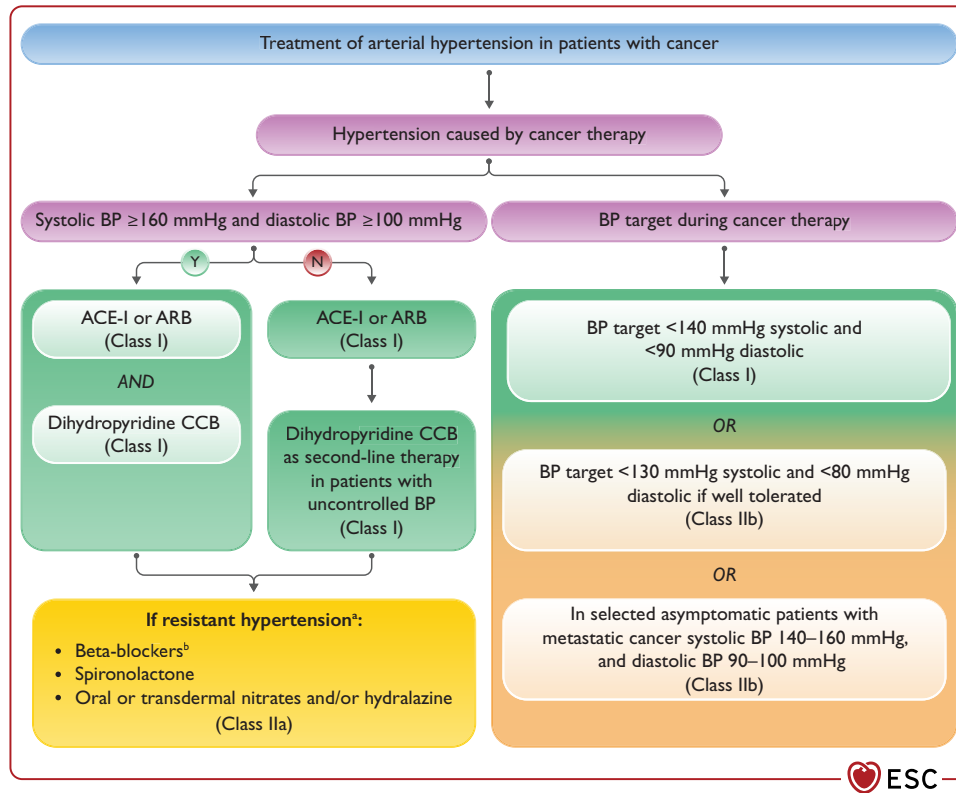 Treatment of arterial hypertension in patients with cancer
Hypertension caused by cancer therapy
Systolic BP ≥160 mmHg and diastolic BP ≥100 mmHg
Y
N
ACE-I or ARB
(Class I)
AND
Dihydropyridine CCB
(Class I)
ACE-I or ARB
(Class I)
Dihydropyridine CCB
as second-line therapy
in patients with
uncontrolled BP
(Class I)
If resistant hypertensionᵃ:
• Beta-blockersᵇ
• Spironolactone
• Oral or transdermal nitrates and/or hydralazine
(Class IIa)
BP target during cancer therapy
BP target <140 mmHg systolic and
<90 mmHg diastolic
(Class I)
OR
BP target <130 mmHg systolic and <80 mmHg
diastolic if well tolerated
(Class IIb)
OR
In selected asymptomatic patients with
metastatic cancer systolic BP 140–160 mmHg,
and diastolic BP 90–100 mmHg
(Class IIb)
ESC